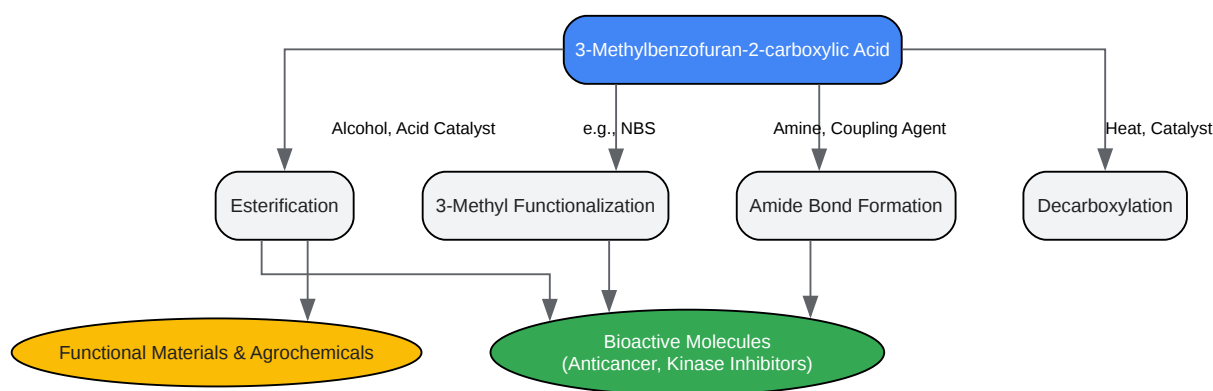 3-Methylbenzofuran-2-carboxylic Acid
Alcohol, Acid Catalyst
e.g., NBS
Amine, Coupling Agent
Heat, Catalyst
Esterification
3-Methyl Functionalization
Amide Bond Formation
Decarboxylation
Functional Materials & Agrochemicals
Bioactive Molecules
(Anticancer, Kinase Inhibitors)